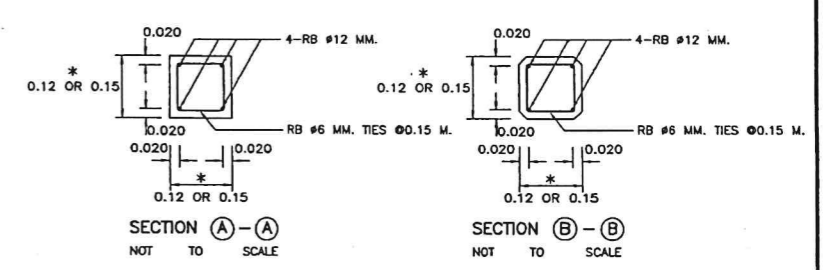 0.020
4-RB ø12 MM.
*
0.12 OR 0.15
0.020
RB ø6 MM. TIES @0.15 M.
0.020
0.020
*
0.12 OR 0.15
SECTION A-A
NOT TO SCALE
0.020
4-RB ø12 MM.
*
0.12 OR 0.15
0.020
RB ø6 MM. TIES @0.15 M.
0.020
0.020
*
0.12 OR 0.15
SECTION B-B
NOT TO SCALE